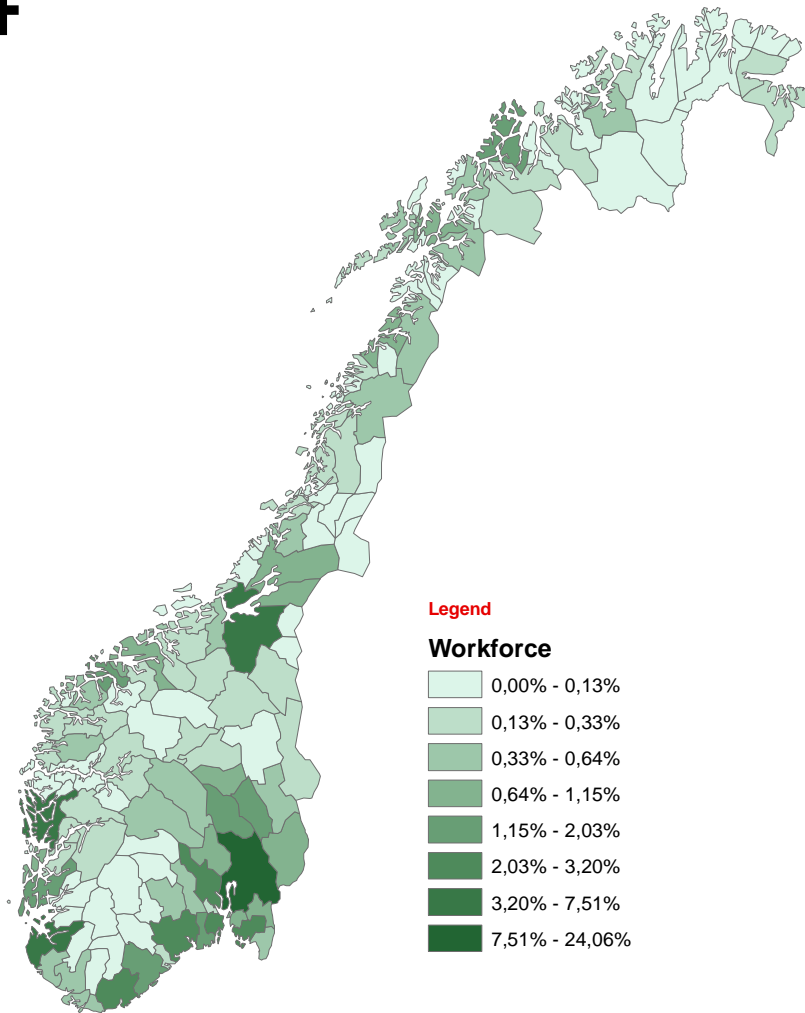 Legend
Workforce
0,00% - 0,13%
0,13% - 0,33%
0,33% - 0,64%
0,64% - 1,15%
1,15% - 2,03%
2,03% - 3,20%
3,20% - 7,51%
7,51% - 24,06%